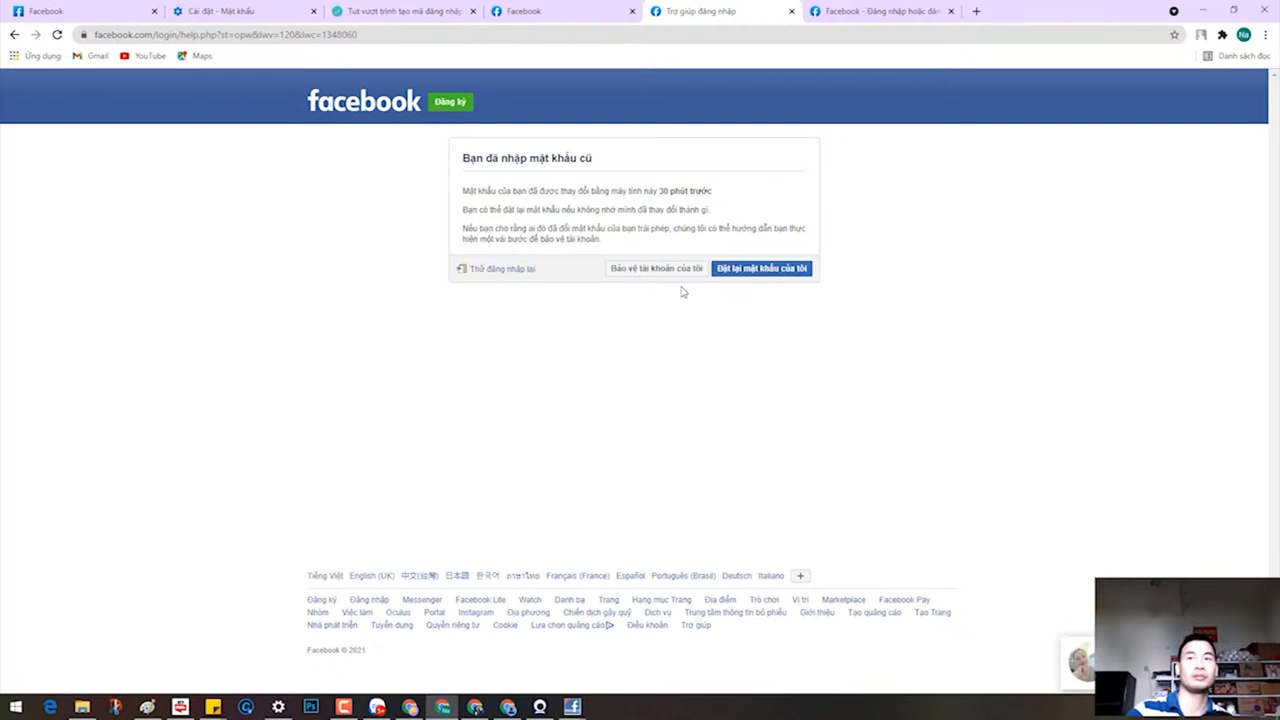 Facebook
Cài đặt - Mật khẩu
Tut vượt trình tạo mã đăng nhập
Facebook
Trợ giúp đăng nhập
Facebook - Đăng nhập hoặc đăn
facebook.com/login/help.php?st=opw&lwv=120&lwc=1348060
Na
Ứng dụng
Gmail
YouTube
Maps
Danh sách đọc
facebook
Đăng ký
Bạn đã nhập mật khẩu cũ
Mật khẩu của bạn đã được thay đổi bằng máy tính này 30 phút trước
Bạn có thể đặt lại mật khẩu nếu không nhớ mình đã thay đổi thành gì.
Nếu bạn cho rằng ai đó đã đổi mật khẩu của bạn trái phép, chúng tôi có thể hướng dẫn bạn thực
hiện một vài bước để bảo vệ tài khoản.
Thử đăng nhập lại
Bảo vệ tài khoản của tôi
Đặt lại mật khẩu của tôi
Tiếng Việt English (UK) 中文(台灣) 日本語 한국어 ภาษาไทย Français (France) Español Português (Brasil) Deutsch Italiano
Đăng ký Đăng nhập Messenger Facebook Lite Watch Danh bạ Trang Hạng mục Trang Địa điểm Trò chơi Vị trí Marketplace Facebook Pay
Nhóm Việc làm Oculus Portal Instagram Địa phương Chiến dịch gây quỹ Dịch vụ Trung tâm thông tin bỏ phiếu Giới thiệu Tạo quảng cáo Tạo Trang
Nhà phát triển Tuyển dụng Quyền riêng tư Cookie Lựa chọn quảng cáo Điều khoản Trợ giúp
Facebook © 2021